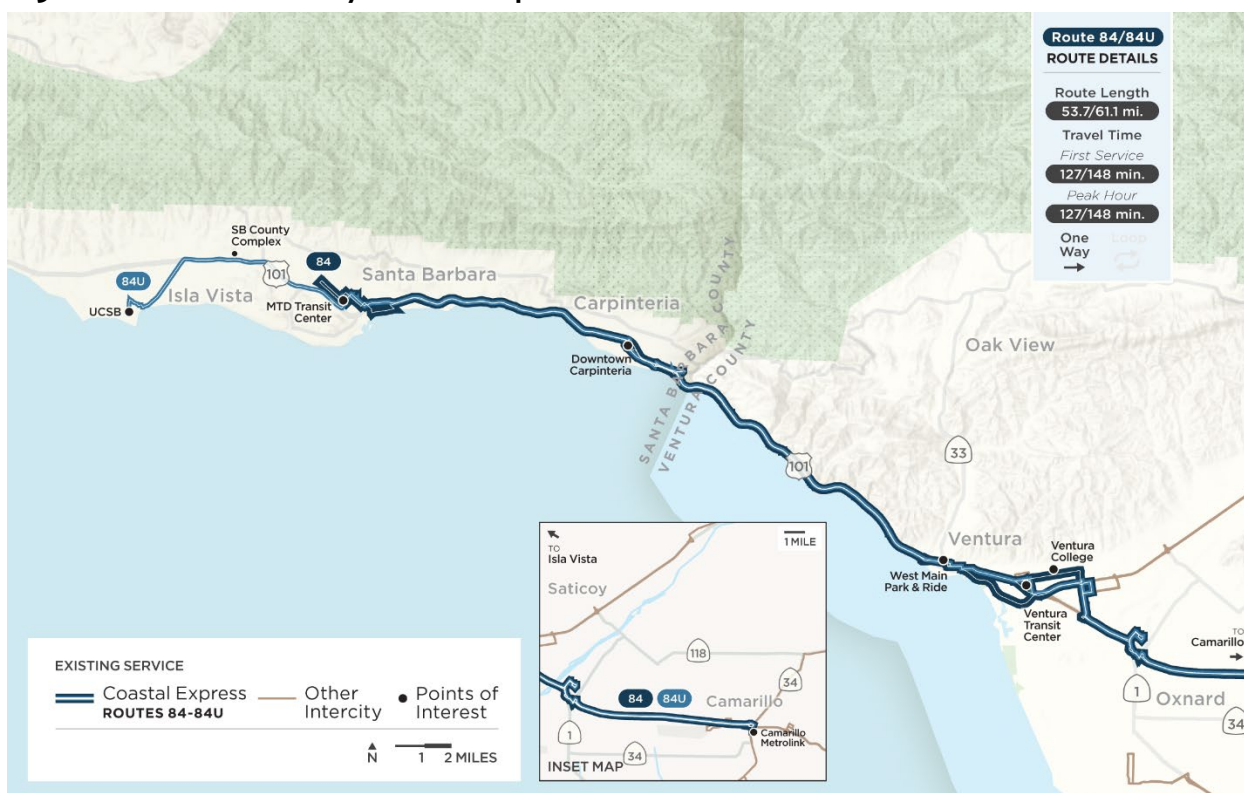 Route 84/84U
ROUTE DETAILS
Route Length
53.7/61.1 mi.
Travel Time
First Service
127/148 min.
Peak Hour
127/148 min.
One
Way
Loop
SB County
Complex
84
84U
101
Santa Barbara
Isla Vista
MTD Transit
Center
UCSB
Carpinteria
Downtown
Carpinteria
SANTA BARBARA COUNTY
VENTURA COUNTY
Oak View
33
101
Ventura
Ventura
College
West Main
Park & Ride
Ventura
Transit
Center
TO
Camarillo
1
Oxnard
34
TO
Isla Vista
1 MILE
Saticoy
118
34
84
84U
Camarillo
1
34
Camarillo
Metrolink
INSET MAP
EXISTING SERVICE
Coastal Express
ROUTES 84-84U
Other
Intercity
Points of
Interest
N
1 2 MILES